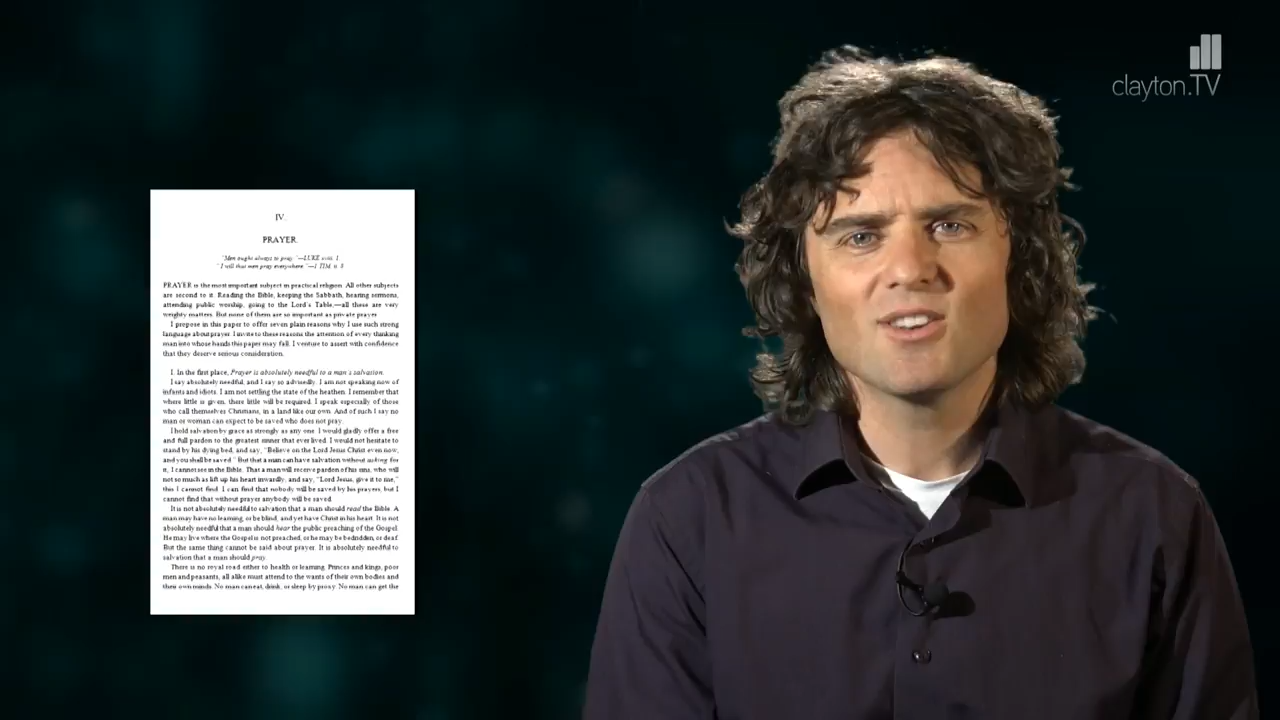 clayton.TV
IV.
PRAYER.
"Men ought always to pray."—LUKE xviii. 1.
"I will that men pray everywhere."—1 TIM. ii. 8.
PRAYER is the most important subject in practical religion. All other subjects
are second to it. Reading the Bible, keeping the Sabbath, hearing sermons,
attending public worship, going to the Lord's Table,—all these are very
weighty matters. But none of them are so important as private prayer.
I propose in this paper to offer seven plain reasons why I use such strong
language about prayer. I invite to these reasons the attention of every thinking
man into whose hands this paper may fall. I venture to assert with confidence
that they deserve serious consideration.
I. In the first place, Prayer is absolutely needful to a man's salvation.
I say absolutely needful, and I say so advisedly. I am not speaking now of
infants and idiots. I am not settling the state of the heathen. I remember that
where little is given, there little will be required. I speak especially of those
who call themselves Christians, in a land like our own. And of such I say no
man or woman can expect to be saved who does not pray.
I hold salvation by grace as strongly as any one. I would gladly offer a free
and full pardon to the greatest sinner that ever lived. I would not hesitate to
stand by his dying bed, and say, "Believe on the Lord Jesus Christ even now,
and you shall be saved." But that a man can have salvation without asking for
it, I cannot see in the Bible. That a man will receive pardon of his sins, who will
not so much as lift up his heart inwardly, and say, "Lord Jesus, give it to me,"
this I cannot find. I can find that nobody will be saved by his prayers, but I
cannot find that without prayer anybody will be saved.
It is not absolutely needful to salvation that a man should read the Bible. A
man may have no learning, or be blind, and yet have Christ in his heart. It is not
absolutely needful that a man should hear the public preaching of the Gospel.
He may live where the Gospel is not preached, or he may be bedridden, or deaf.
But the same thing cannot be said about prayer. It is absolutely needful to
salvation that a man should pray.
There is no royal road either to health or learning. Princes and kings, poor
men and peasants, all alike must attend to the wants of their own bodies and
their own minds. No man can eat, drink, or sleep by proxy. No man can get the